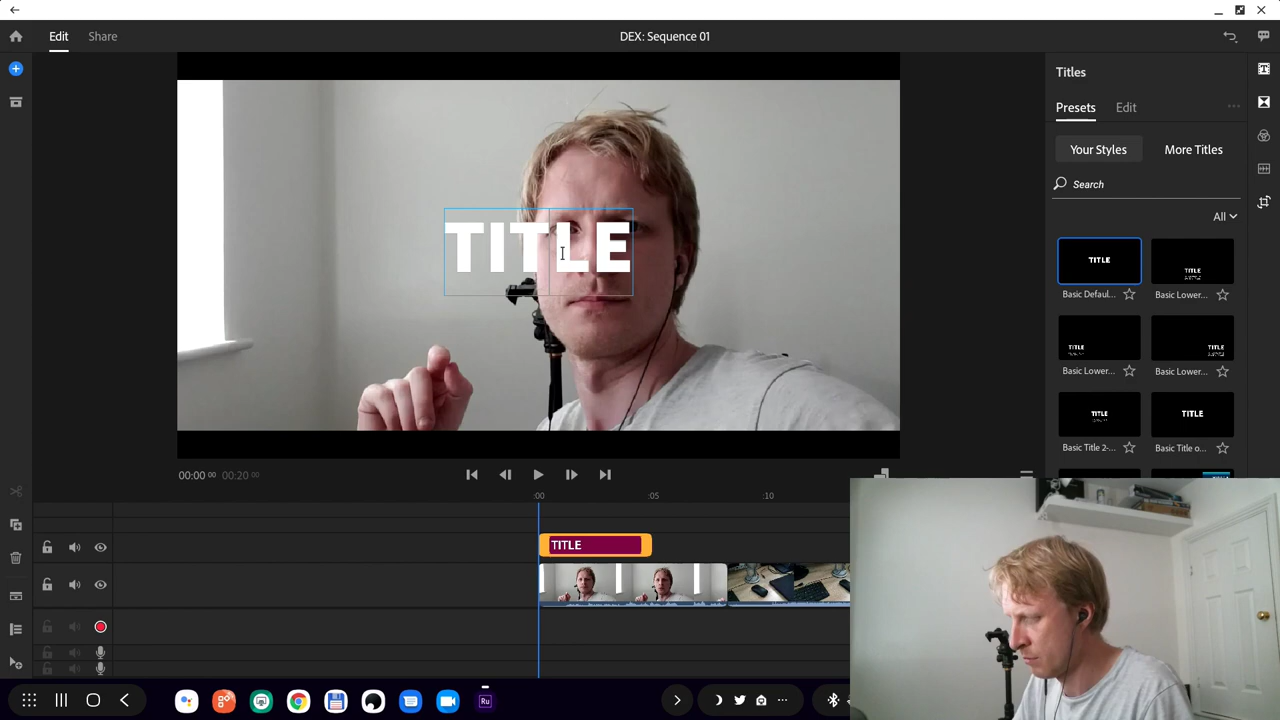 Edit Share DEX: Sequence 01
Titles
Presets Edit
Your Styles More Titles
Search
All
TITLE
TITLE
TITLE
Basic Defaul... Basic Lower...
TITLE
TITLE
Basic Lower... Basic Lower...
TITLE
TITLE
Basic Title 2-... Basic Title o...
00:00 00 00:20 00
:00 :05 :10
TITLE
Ru